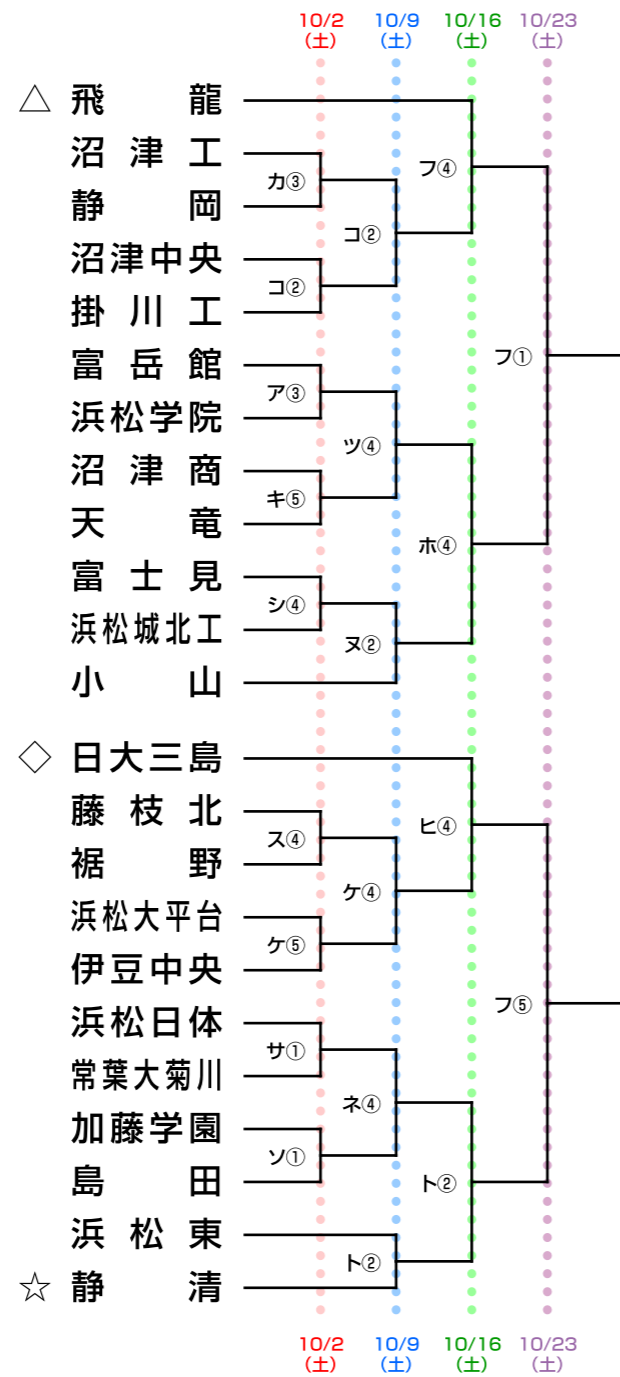 10/2 10/9 10/16 10/23
(土) (土) (土) (土)
△ 飛龍
沼津工
カ③
フ④
静岡
コ②
沼津中央
コ②
掛川工
フ①
富岳館
ア③
浜松学院
ツ④
沼津商
キ⑤
天竜
ホ④
富士見
シ④
浜松城北工
ヌ②
小山
◇ 日大三島
藤枝北
ヒ④
ス④
裾野
ケ④
浜松大平台
ケ⑤
伊豆中央
フ⑤
浜松日体
サ①
常葉大菊川
ネ④
加藤学園
ソ①
島田
ト②
浜松東
ト②
☆ 静清
10/2 10/9 10/16 10/23
(土) (土) (土) (土)